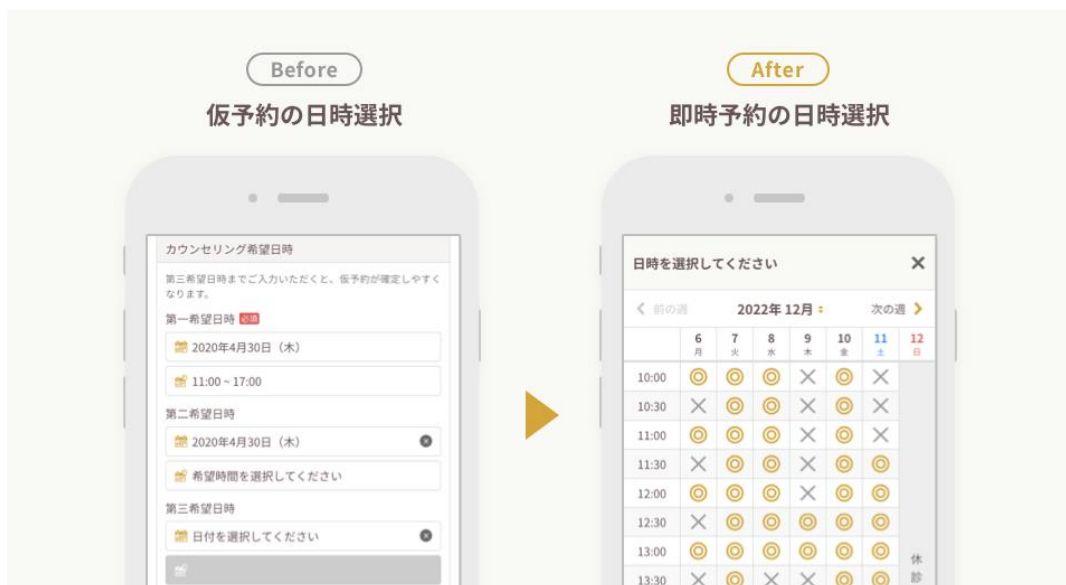 Before
仮予約の日時選択
カウンセリング希望日時
第三希望日時までご入力いただくと、仮予約が確定しやすく
なります。
第一希望日時 必須
2020年4月30日（木）
11:00 ~ 17:00
第二希望日時
2020年4月30日（木）
希望時間を選択してください
第三希望日時
日付を選択してください
After
即時予約の日時選択
日時を選択してください
前の週 2022年 12月 次の週
6 7 8 9 10 11 12
月 火 水 木 金 土 日
10:00 ◎ ◎ ◎ × ◎ ×
10:30 × ◎ ◎ × ◎ ×
11:00 ◎ ◎ ◎ × ◎ ×
11:30 × ◎ ◎ × ◎ ◎
12:00 ◎ ◎ ◎ × ◎ ◎
12:30 × ◎ ◎ ◎ ◎ ◎
13:00 ◎ ◎ ◎ ◎ ◎ ◎
13:30 × ◎ × × ◎ ◎
休診